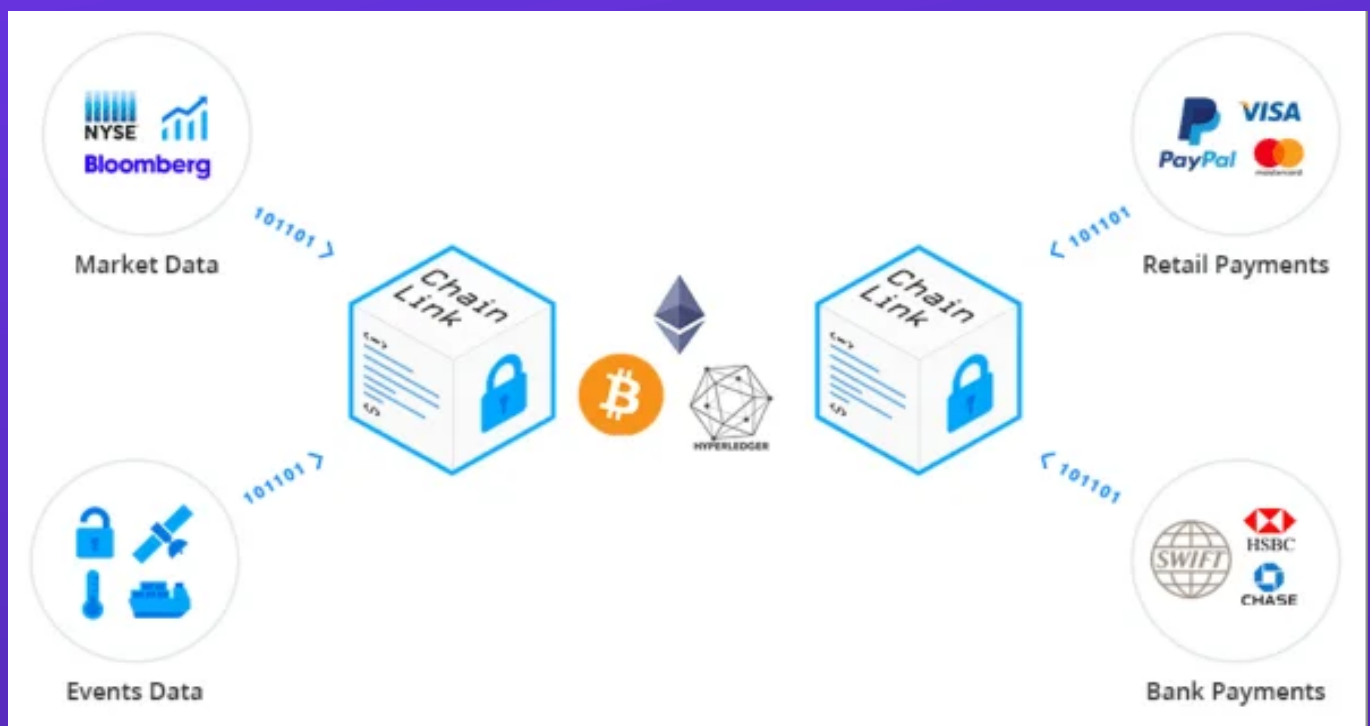 NYSE
Bloomberg
Market Data
PayPal
VISA
mastercard
Retail Payments
101101 >
< 101101
Chain
Link
<~>
</>
HYPERLEDGER
Chain
Link
<~>
</>
101101 >
< 101101
Events Data
SWIFT
HSBC
CHASE
Bank Payments